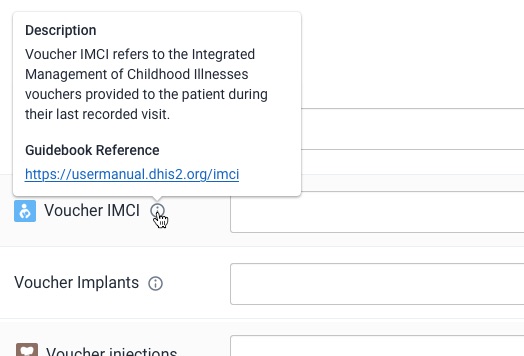 Description
Voucher IMCI refers to the Integrated
Management of Childhood Illnesses
vouchers provided to the patient during
their last recorded visit.
Guidebook Reference
https://usermanual.dhis2.org/imci
Voucher IMCI
Voucher Implants
Voucher injections